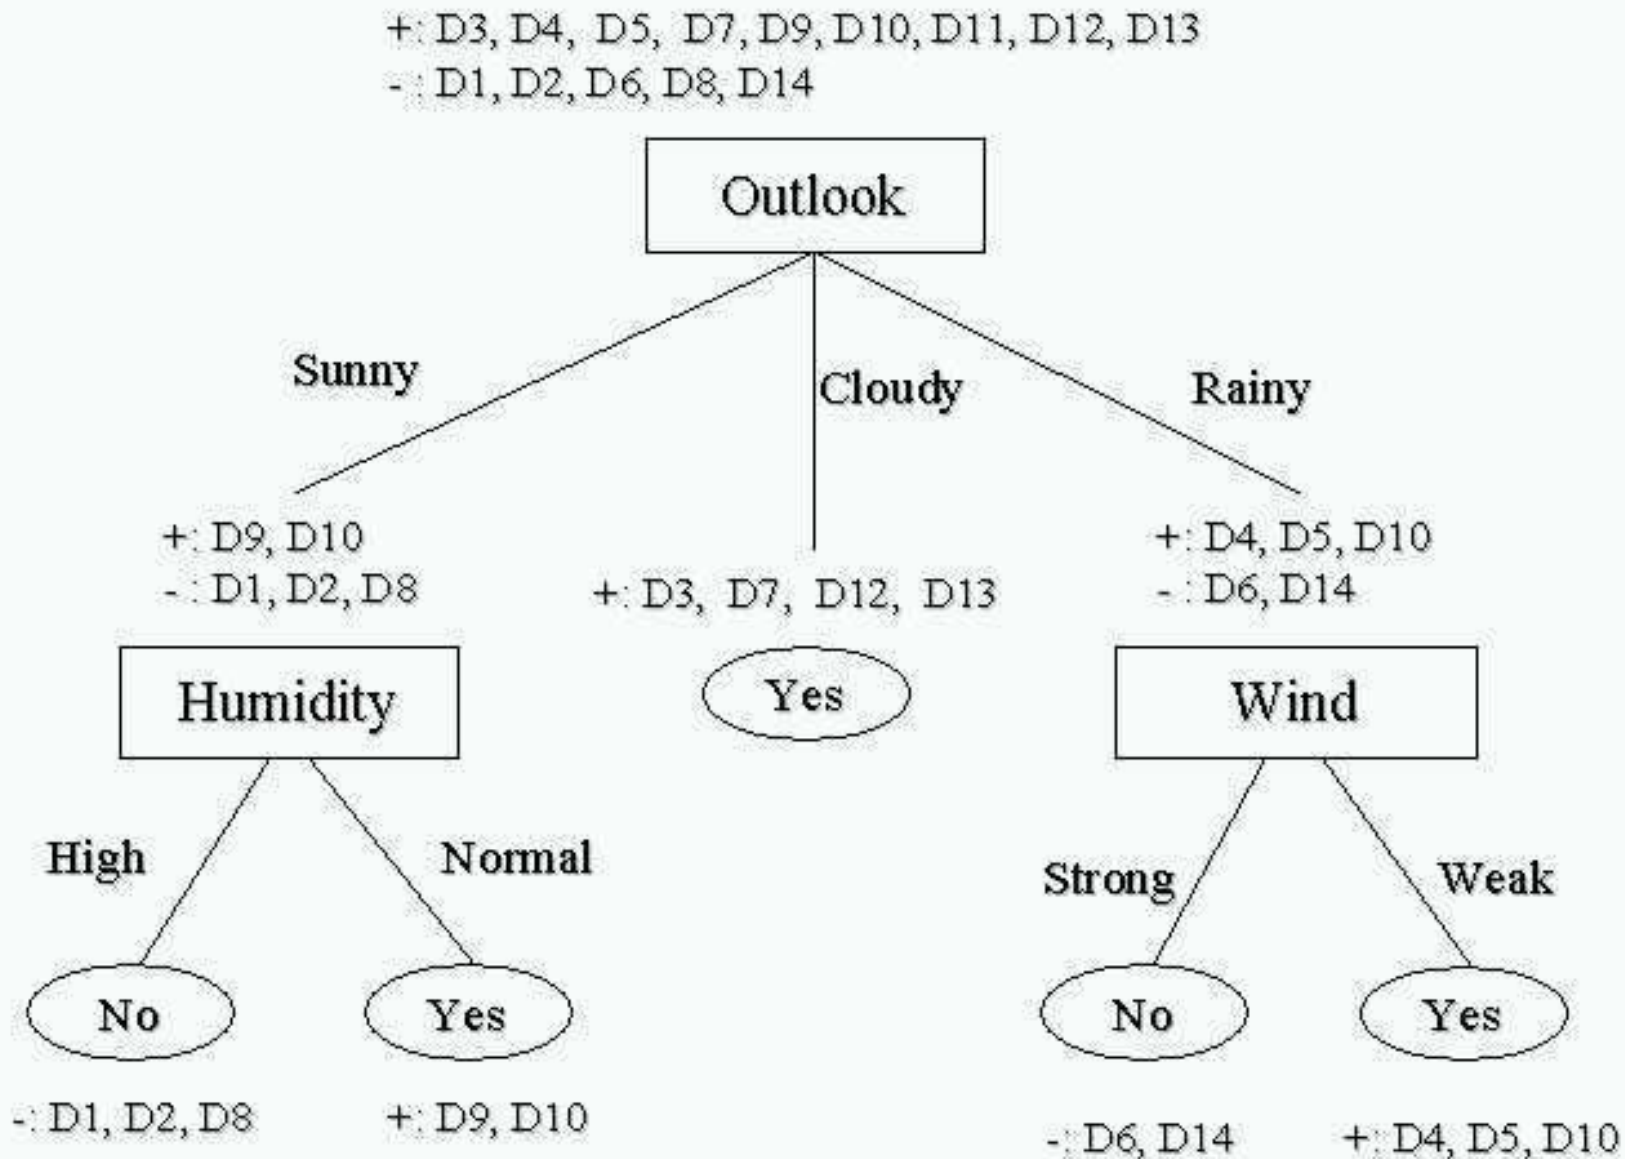 +: D3, D4, D5, D7, D9, D10, D11, D12, D13
- : D1, D2, D6, D8, D14
Outlook
Sunny
Cloudy
Rainy
+: D9, D10
- : D1, D2, D8
+: D3, D7, D12, D13
+: D4, D5, D10
- : D6, D14
Humidity
Yes
Wind
High
Normal
Strong
Weak
No
Yes
No
Yes
-: D1, D2, D8
+: D9, D10
-: D6, D14
+: D4, D5, D10